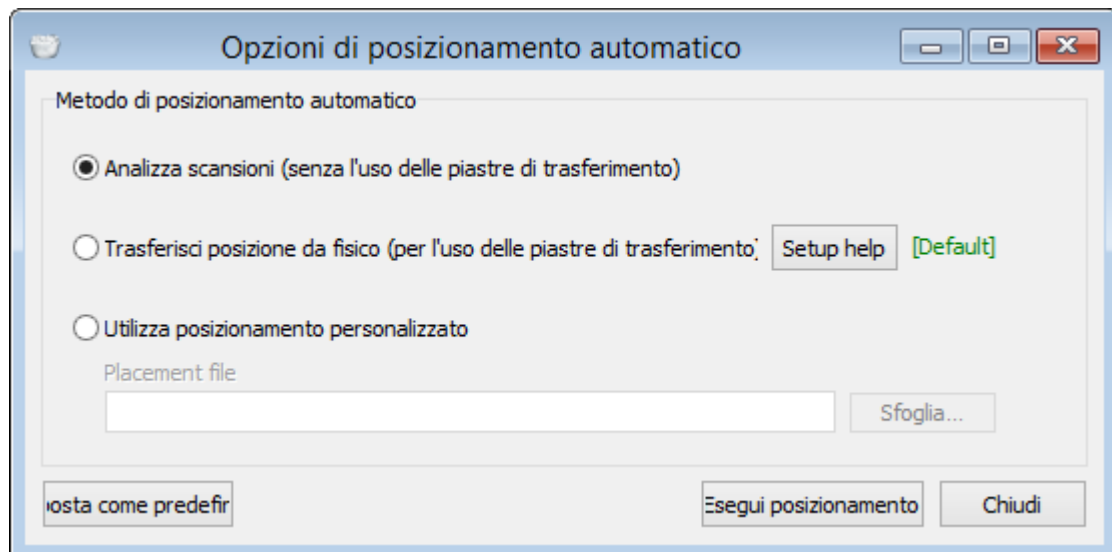 Opzioni di posizionamento automatico
Metodo di posizionamento automatico
Analizza scansioni (senza l'uso delle piastre di trasferimento)
Trasferisci posizione da fisico (per l'uso delle piastre di trasferimento) Setup help [Default]
Utilizza posizionamento personalizzato
Placement file
Sfoglia...
osta come predefir Esegui posizionamento Chiudi